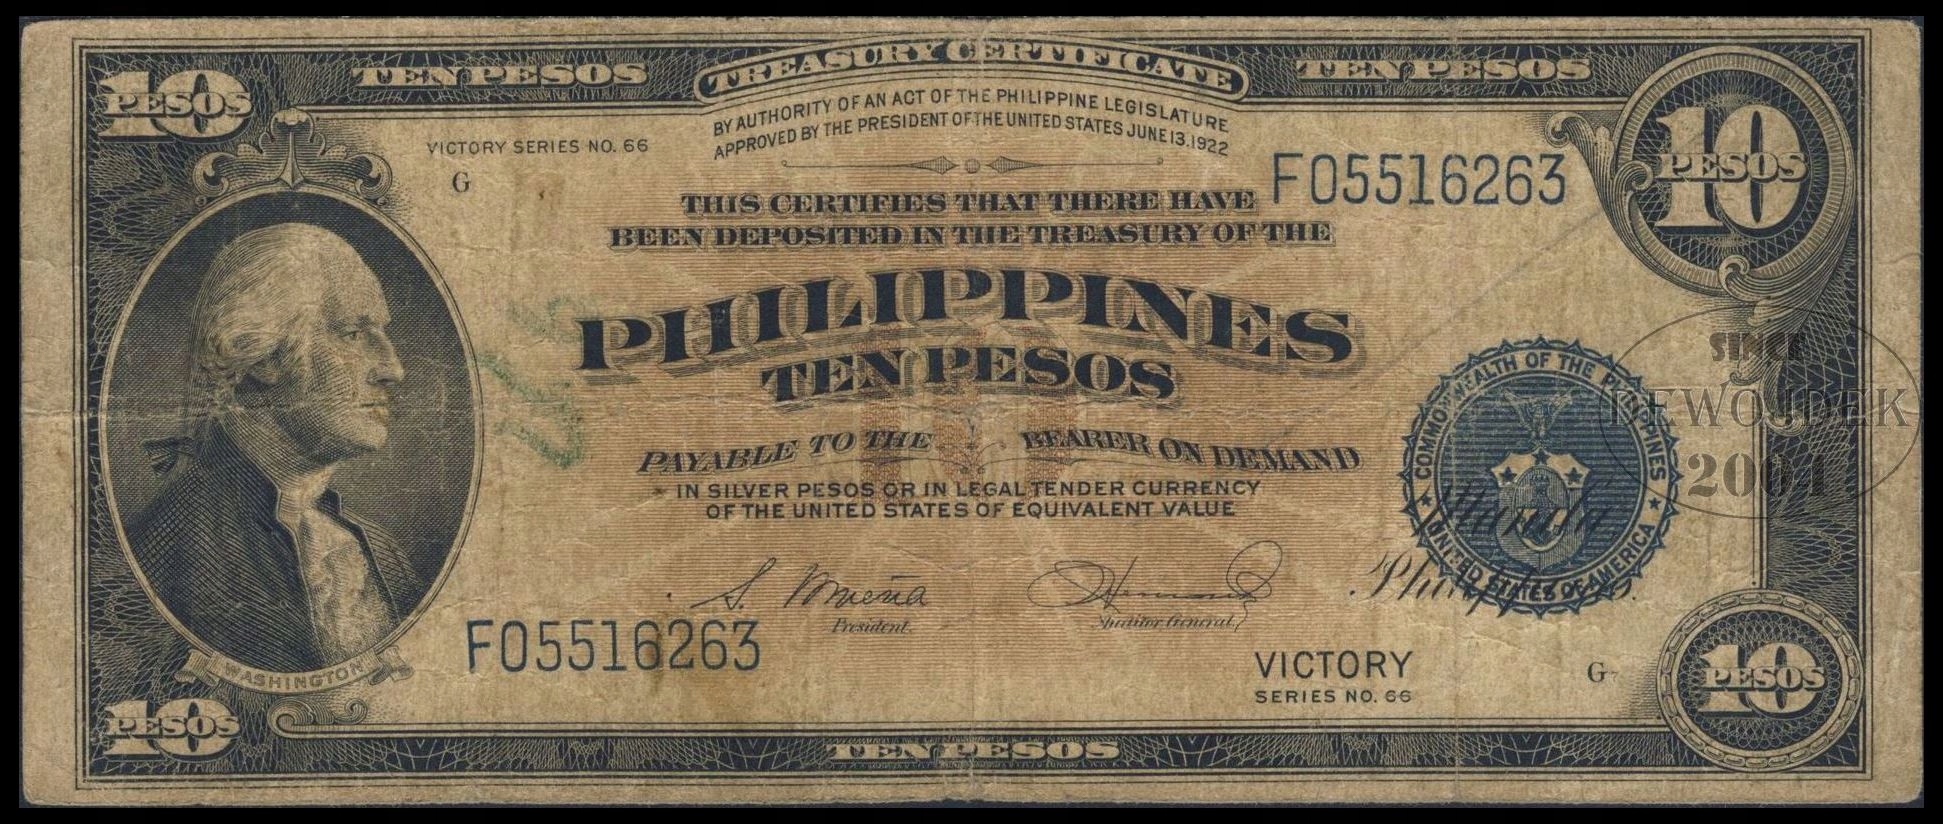 10 PESOS
TEN PESOS
TREASURY CERTIFICATE
TEN PESOS
10 PESOS
BY AUTHORITY OF AN ACT OF THE PHILIPPINE LEGISLATURE
APPROVED BY THE PRESIDENT OF THE UNITED STATES JUNE 13, 1922
VICTORY SERIES NO. 66
G
F05516263
THIS CERTIFIES THAT THERE HAVE
BEEN DEPOSITED IN THE TREASURY OF THE
PHILIPPINES
TEN PESOS
PAYABLE TO THE BEARER ON DEMAND
IN SILVER PESOS OR IN LEGAL TENDER CURRENCY
OF THE UNITED STATES OF EQUIVALENT VALUE
COMMONWEALTH OF THE PHILIPPINES
UNITED STATES OF AMERICA
Manila
Philippines.
SINCE
REWOJDEK
2004
S. Osmeña
President.
Auditor General,
WASHINGTON
F05516263
VICTORY
SERIES NO. 66
G7
10 PESOS
TEN PESOS
10 PESOS